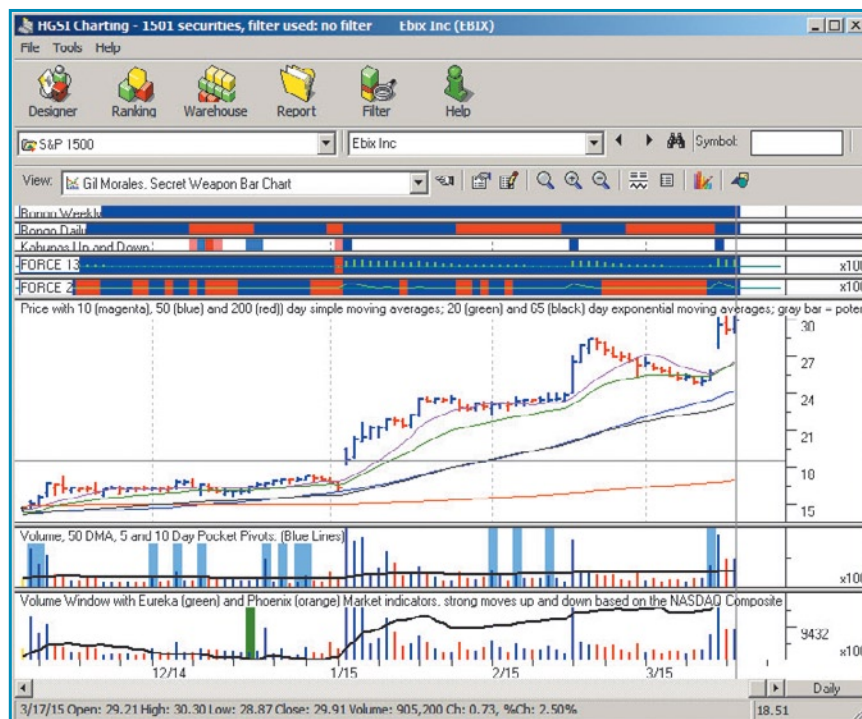 HGSI Charting - 1501 securities, filter used: no filter Ebix Inc (EBIX)
File Tools Help
Designer Ranking Warehouse Report Filter Help
S&P 1500 Ebix Inc Symbol:
View: Gil Morales. Secret Weapon Bar Chart
Bongo Weekly
Bongo Daily
Kahunas Up and Down
FORCE 13 x100
FORCE 2 x100
Price with 10 (magenta), 50 (blue) and 200 (red)) day simple moving averages; 20 (green) and 65 (black) day exponential moving averages; gray bar = poter
30
27
24
21
18
15
Volume, 50 DMA, 5 and 10 Day Pocket Pivots. (Blue Lines)
x100
Volume Window with Eureka (green) and Phoenix (orange) Market indicators. strong moves up and down based on the NASDAQ Composite
9432
x100
12/14 1/15 2/15 3/15
Daily
3/17/15 Open: 29.21 High: 30.30 Low: 28.87 Close: 29.91 Volume: 905,200 Ch: 0.73, %Ch: 2.50% 18.51